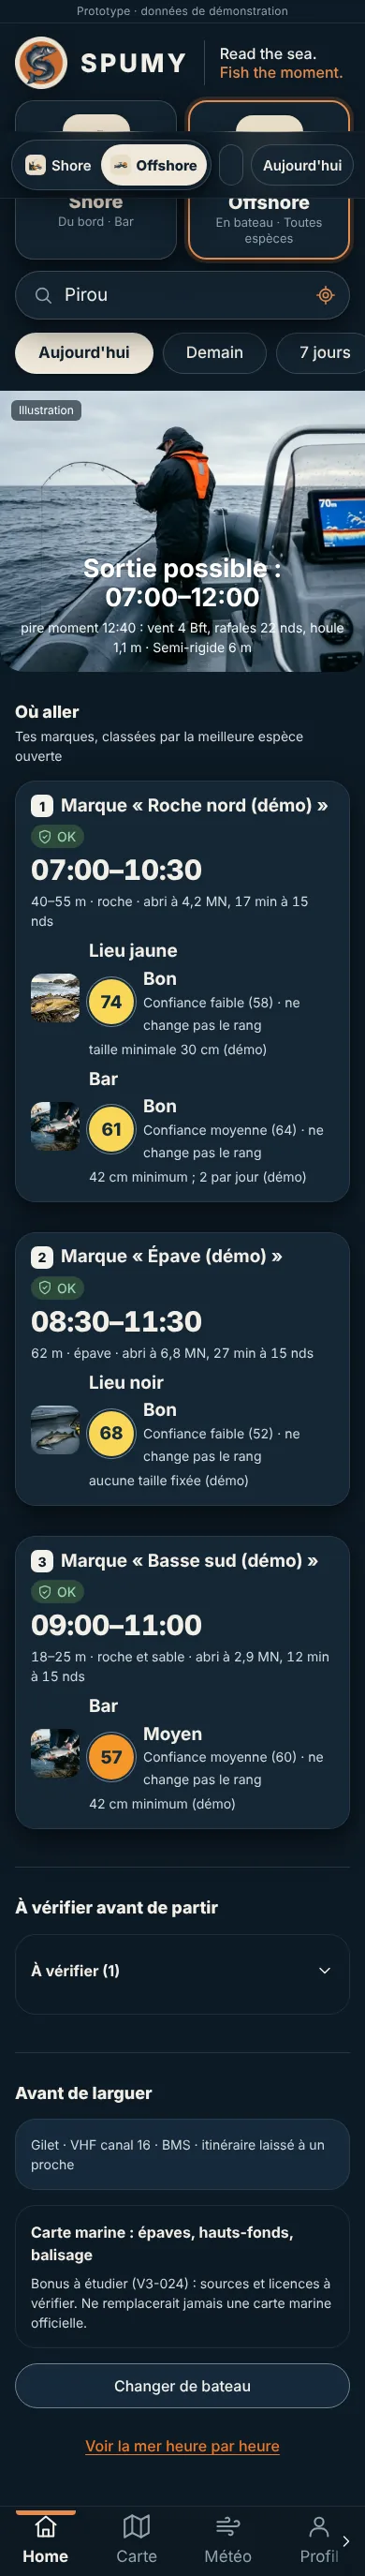 Prototype · données de démonstration
SPUMY
Read the sea.
Fish the moment.
Shore
Offshore
Aujourd'hui
Shore
Du bord · Bar
Offshore
En bateau · Toutes
espèces
Pirou
Aujourd'hui
Demain
7 jours
Illustration
70.5m
Sortie possible :
07:00–12:00
pire moment 12:40 : vent 4 Bft, rafales 22 nds, houle
1,1 m · Semi-rigide 6 m
Où aller
Tes marques, classées par la meilleure espèce
ouverte
1 Marque « Roche nord (démo) »
OK
07:00–10:30
40–55 m · roche · abri à 4,2 MN, 17 min à 15
nds
Lieu jaune
74
Bon
Confiance faible (58) · ne
change pas le rang
taille minimale 30 cm (démo)
Bar
61
Bon
Confiance moyenne (64) · ne
change pas le rang
42 cm minimum ; 2 par jour (démo)
2 Marque « Épave (démo) »
OK
08:30–11:30
62 m · épave · abri à 6,8 MN, 27 min à 15 nds
Lieu noir
68
Bon
Confiance faible (52) · ne
change pas le rang
aucune taille fixée (démo)
3 Marque « Basse sud (démo) »
OK
09:00–11:00
18–25 m · roche et sable · abri à 2,9 MN, 12 min
à 15 nds
Bar
57
Moyen
Confiance moyenne (60) · ne
change pas le rang
42 cm minimum (démo)
À vérifier avant de partir
À vérifier (1)
Avant de larguer
Gilet · VHF canal 16 · BMS · itinéraire laissé à un
proche
Carte marine : épaves, hauts-fonds,
balisage
Bonus à étudier (V3-024) : sources et licences à
vérifier. Ne remplacerait jamais une carte marine
officielle.
Changer de bateau
Voir la mer heure par heure
Home
Carte
Météo
Profil